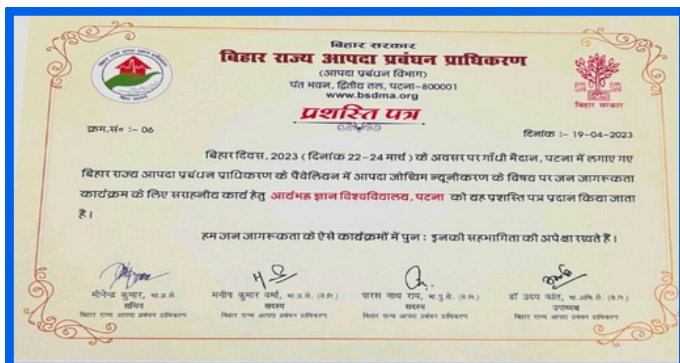 बिहार सरकार
बिहार राज्य आपदा प्रबंधन प्राधिकरण
(आपदा प्रबंधन विभाग)
पंत भवन, द्वितीय तल, पटना-800001
www.bsdma.org
बिहार सरकार
प्रशस्ति पत्र
क्रम.सं० :- 06
दिनांक :- 19-04-2023
बिहार दिवस, 2023 (दिनांक 22-24 मार्च) के अवसर पर गाँधी मैदान, पटना में लगाए गए
बिहार राज्य आपदा प्रबंधन प्राधिकरण के पैवेलियन में आपदा जोखिम न्यूनीकरण के विषय पर जन जागरूकता
कार्यक्रम के लिए सराहनीय कार्य हेतु आर्यभट्ट ज्ञान विश्वविद्यालय, पटना को यह प्रशस्ति पत्र प्रदान किया जाता
है।
हम जन जागरूकता के ऐसे कार्यक्रमों में पुन : इनकी सहभागिता की अपेक्षा रखते हैं।
मीनेन्द्र कुमार, भा.प्र.से.
सचिव
बिहार राज्य आपदा प्रबंधन प्राधिकरण
मनीष कुमार वर्मा, भा.प्र.से. (से.नि.)
सदस्य
बिहार राज्य आपदा प्रबंधन प्राधिकरण
पारस नाथ राय, भा.पु.से. (से.नि.)
सदस्य
बिहार राज्य आपदा प्रबंधन प्राधिकरण
डॉ उदय कांत, भा.अभि.से. (से.नि.)
उपाध्यक्ष
बिहार राज्य आपदा प्रबंधन प्राधिकरण